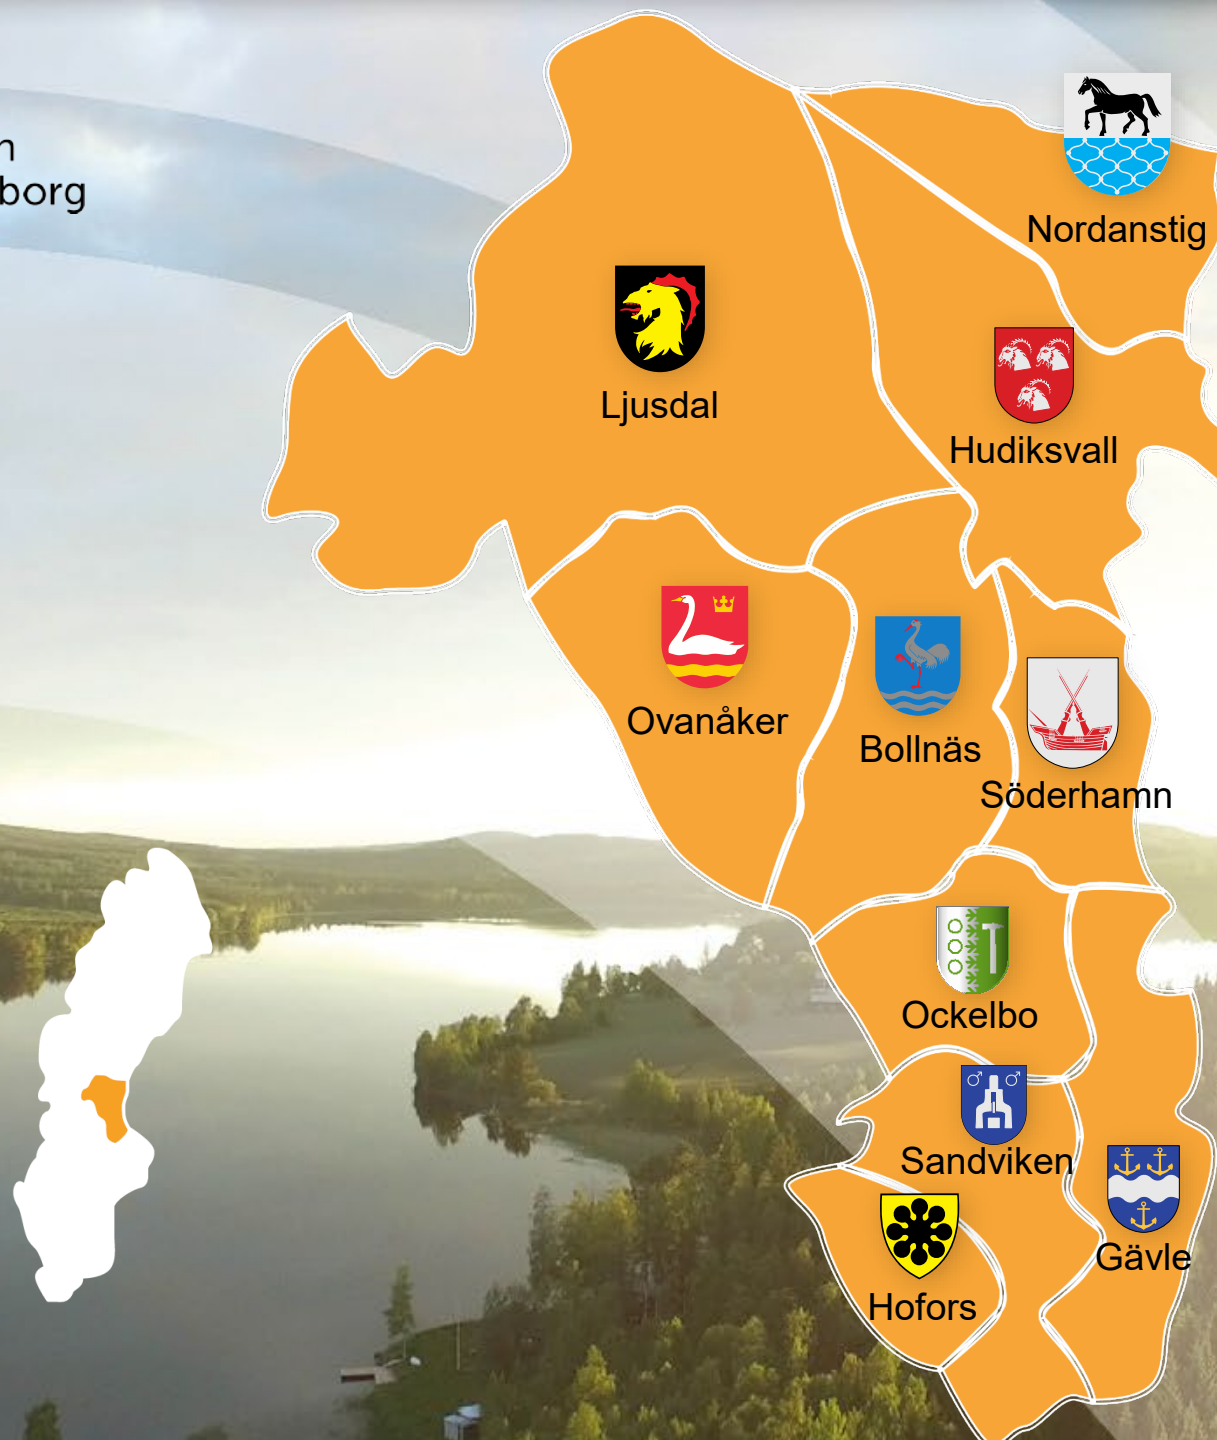 n
borg
Nordanstig
Ljusdal
Hudiksvall
Ovanåker
Bollnäs
Söderhamn
Ockelbo
Sandviken
Gävle
Hofors